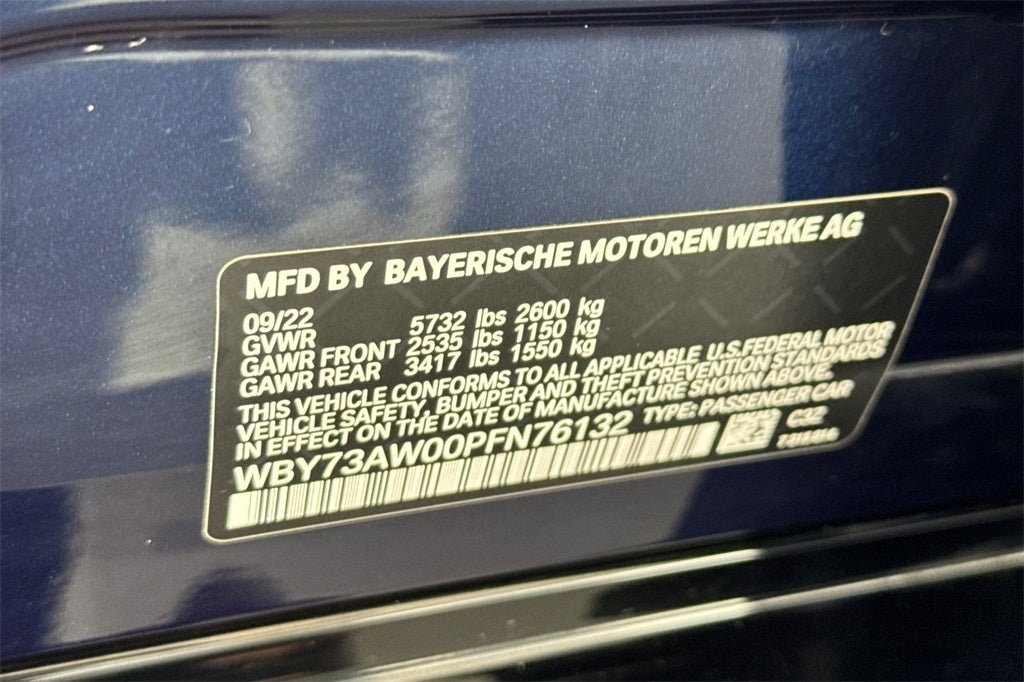 MFD BY BAYERISCHE MOTOREN WERKE AG
09/22
GVWR 5732 lbs 2600 kg
GAWR FRONT 2535 lbs 1150 kg
GAWR REAR 3417 lbs 1550 kg
THIS VEHICLE CONFORMS TO ALL APPLICABLE U.S.FEDERAL MOTOR
VEHICLE SAFETY, BUMPER AND THEFT PREVENTION STANDARDS
IN EFFECT ON THE DATE OF MANUFACTURE SHOWN ABOVE.
WBY73AW00PFN76132 TYPE: PASSENGER CAR
C32